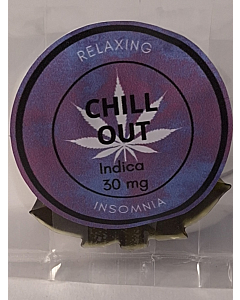 RELAXING
CHILL
OUT
Indica
30 mg
INSOMNIA